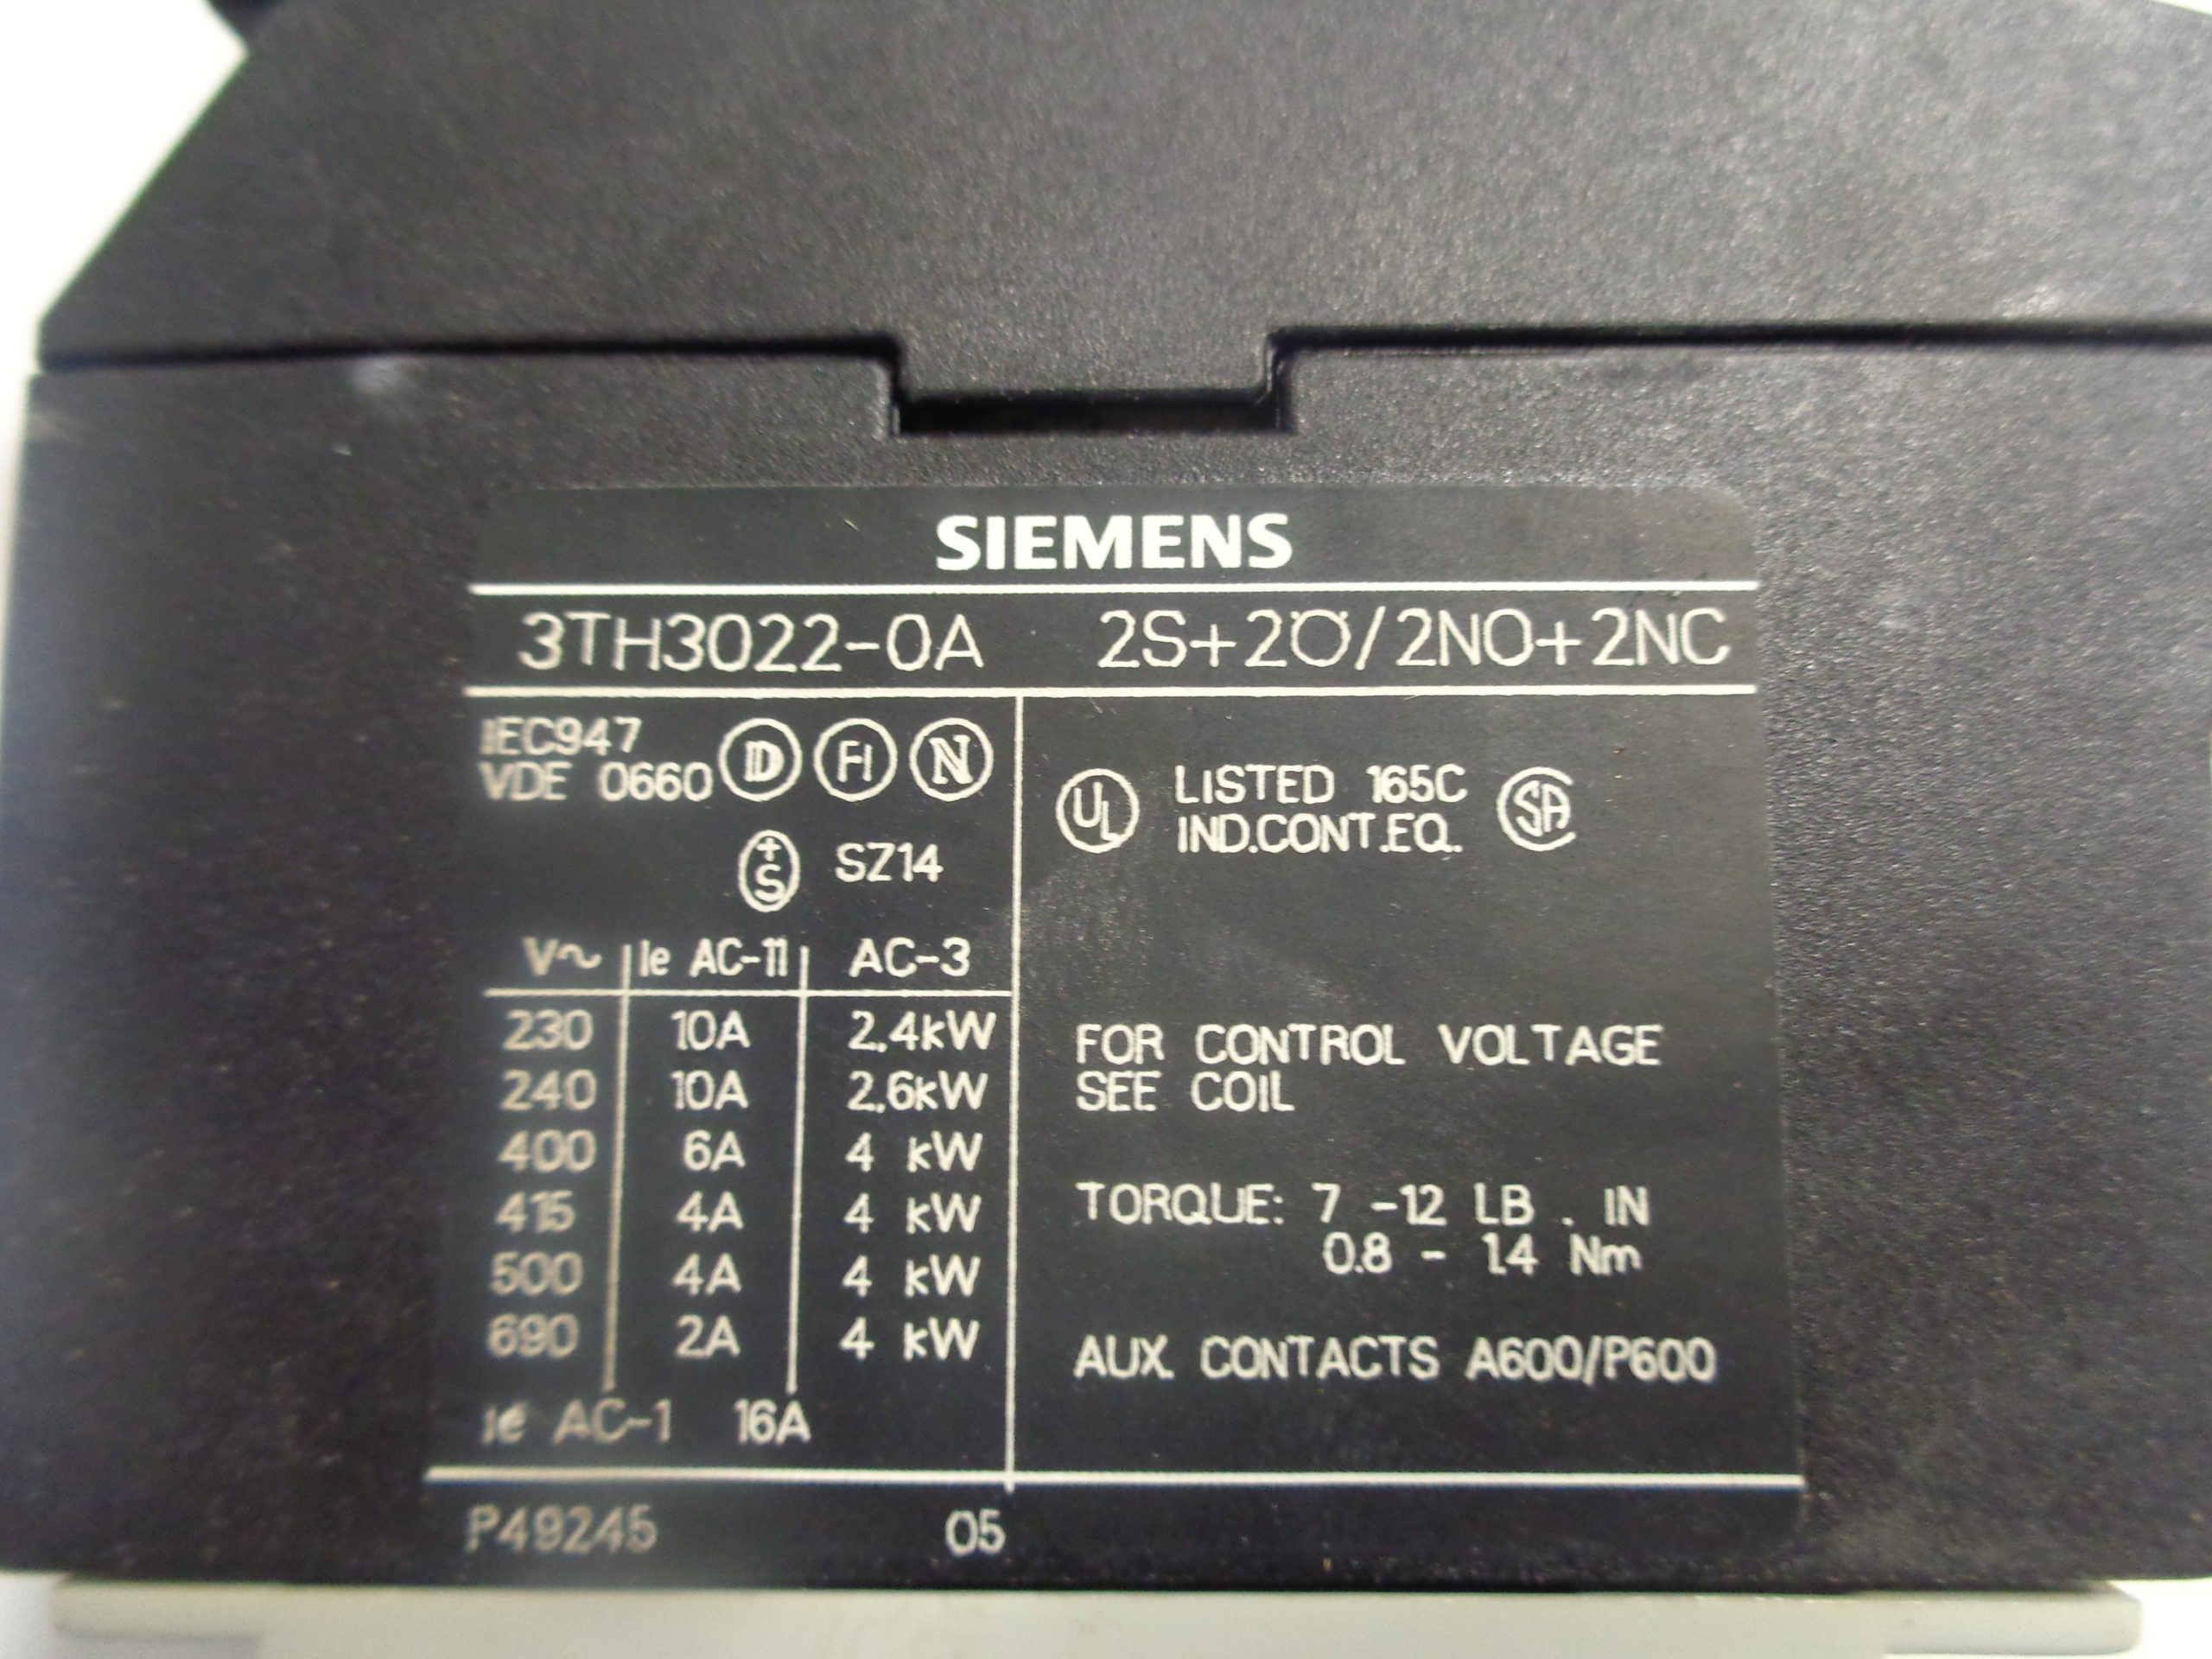 SIEMENS
3TH3022-0A 2S+2Ö/2NO+2NC
IEC947
VDE 0660 D FI N
+S SZ14
V~ Ie AC-11 AC-3
230 10A 2.4kW
240 10A 2.6kW
400 6A 4 kW
415 4A 4 kW
500 4A 4 kW
690 2A 4 kW
Ie AC-1 16A
UL LISTED 165C SA
IND.CONT.EQ.
FOR CONTROL VOLTAGE
SEE COIL
TORQUE: 7 -12 LB . IN
0.8 - 1.4 Nm
AUX. CONTACTS A600/P600
P49245 05